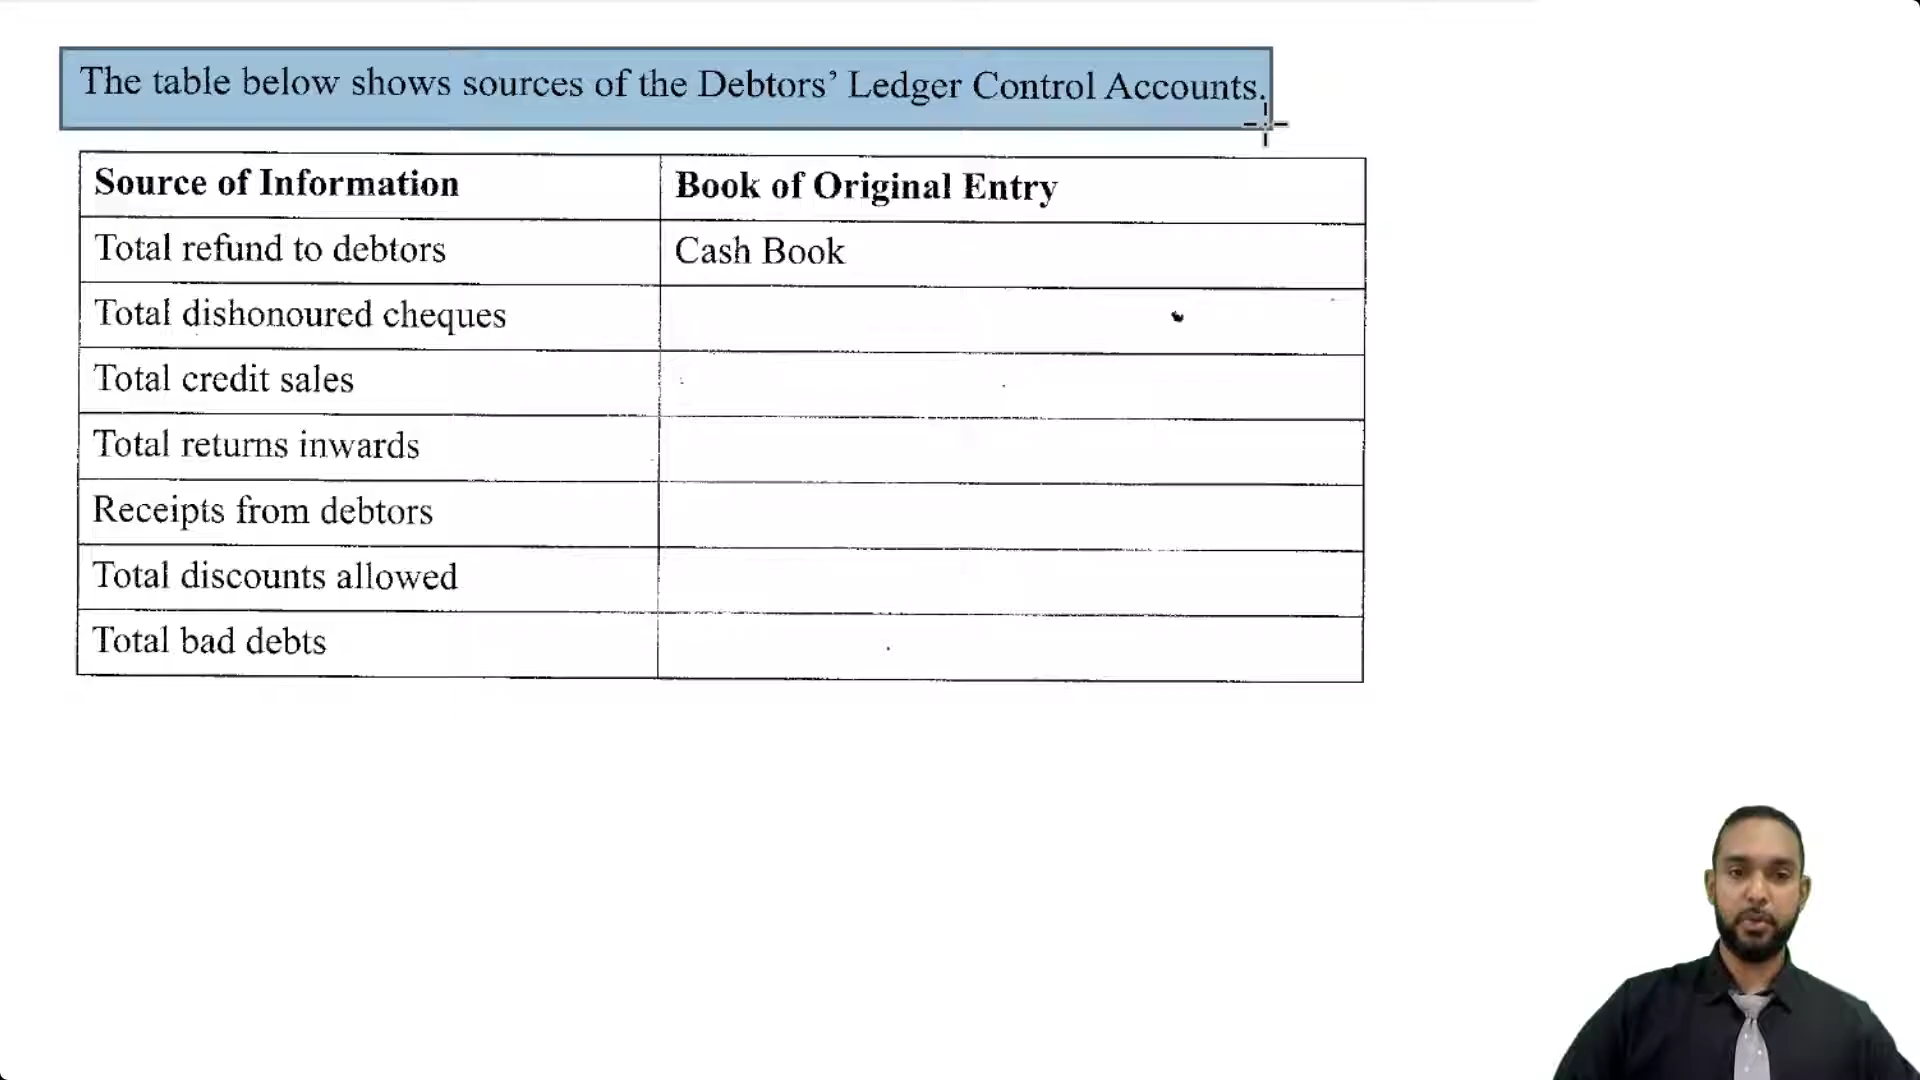 The table below shows sources of the Debtors’ Ledger Control Accounts.
Source of Information Book of Original Entry
Total refund to debtors Cash Book
Total dishonoured cheques
Total credit sales
Total returns inwards
Receipts from debtors
Total discounts allowed
Total bad debts